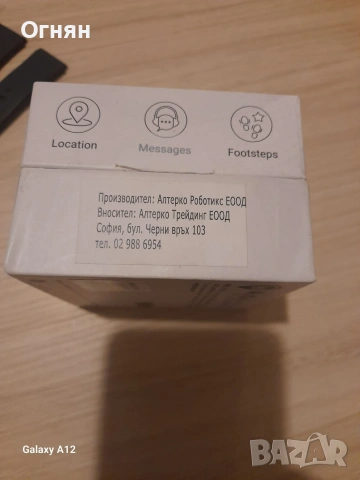 Огнян
Location
Messages
Footsteps
Производител: Алтерко Роботикс ЕООД
Вносител: Алтерко Трейдинг ЕООД
София, бул. Черни връх 103
тел. 02 988 6954
Galaxy A12
BAZAR